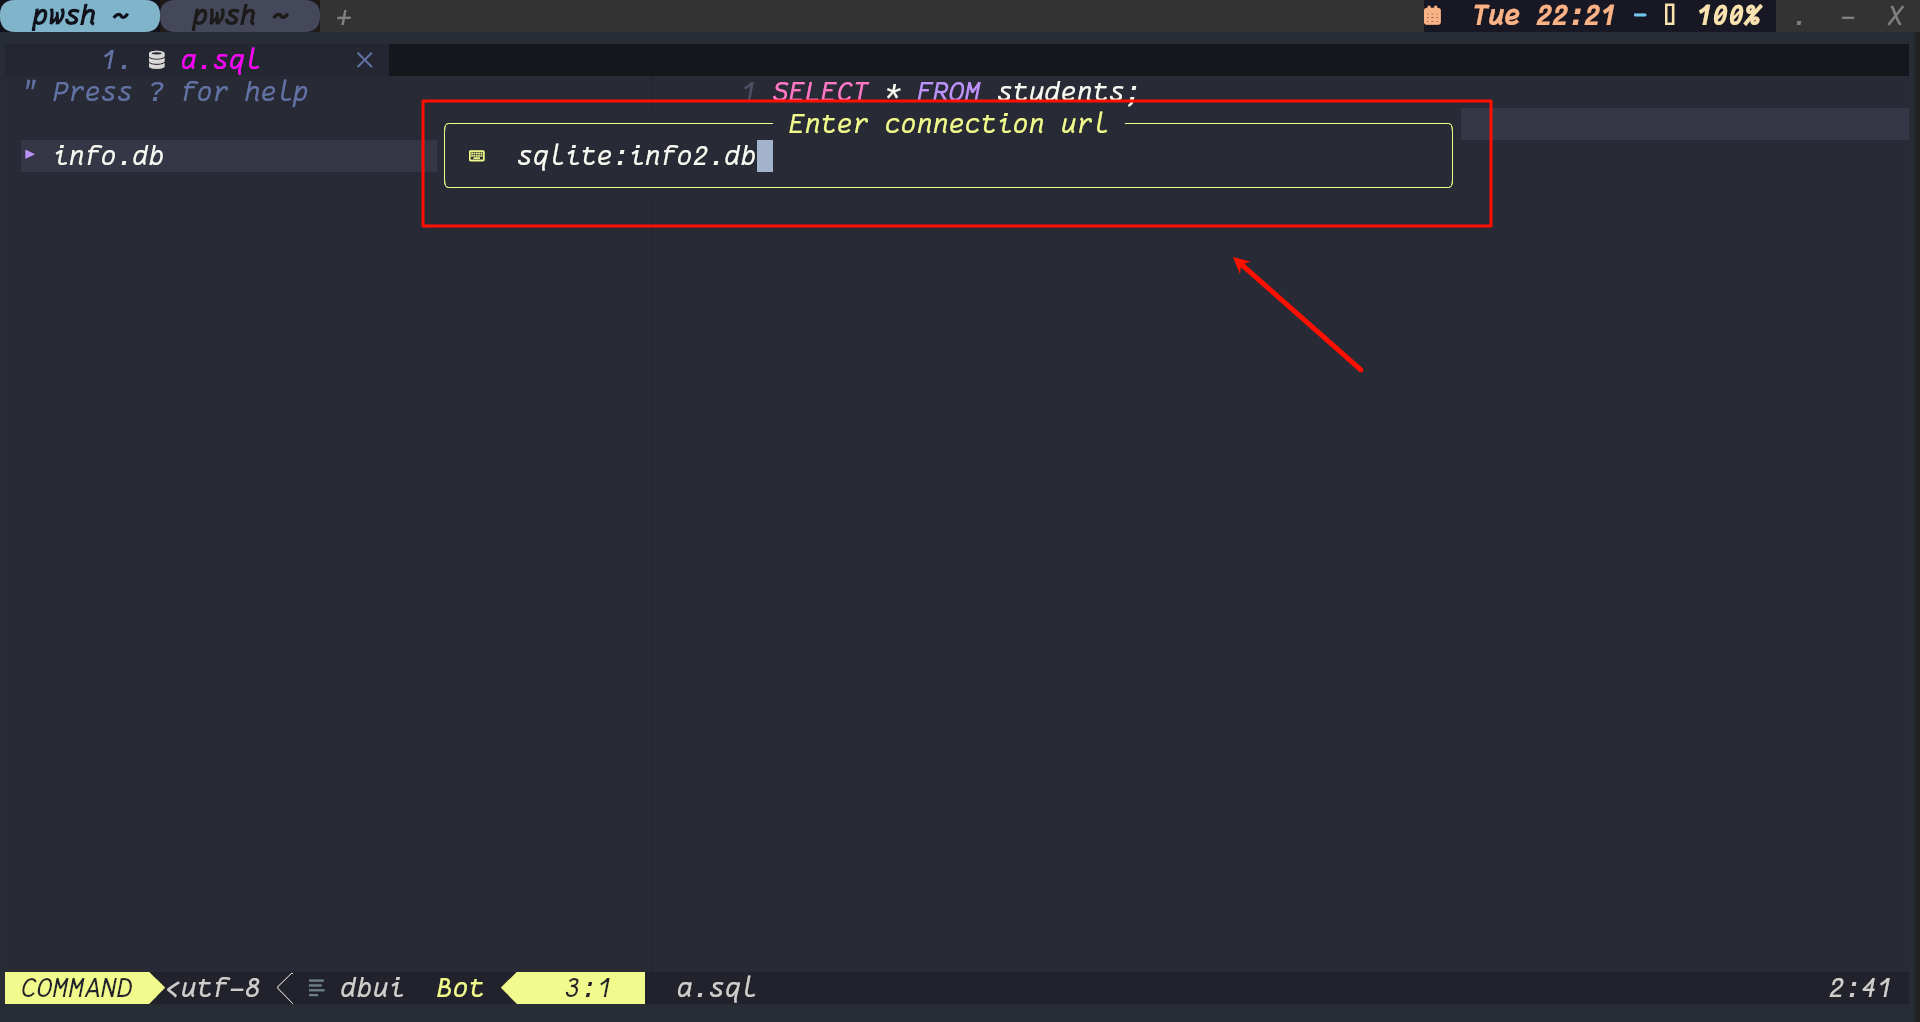 pwsh ~ pwsh ~ + Tue 22:21 - 100% . - X
1. a.sql ×
" Press ? for help
1 SELECT * FROM students;
Enter connection url
info.db
sqlite:info2.db
COMMAND <utf-8 dbui Bot 3:1 a.sql 2:41